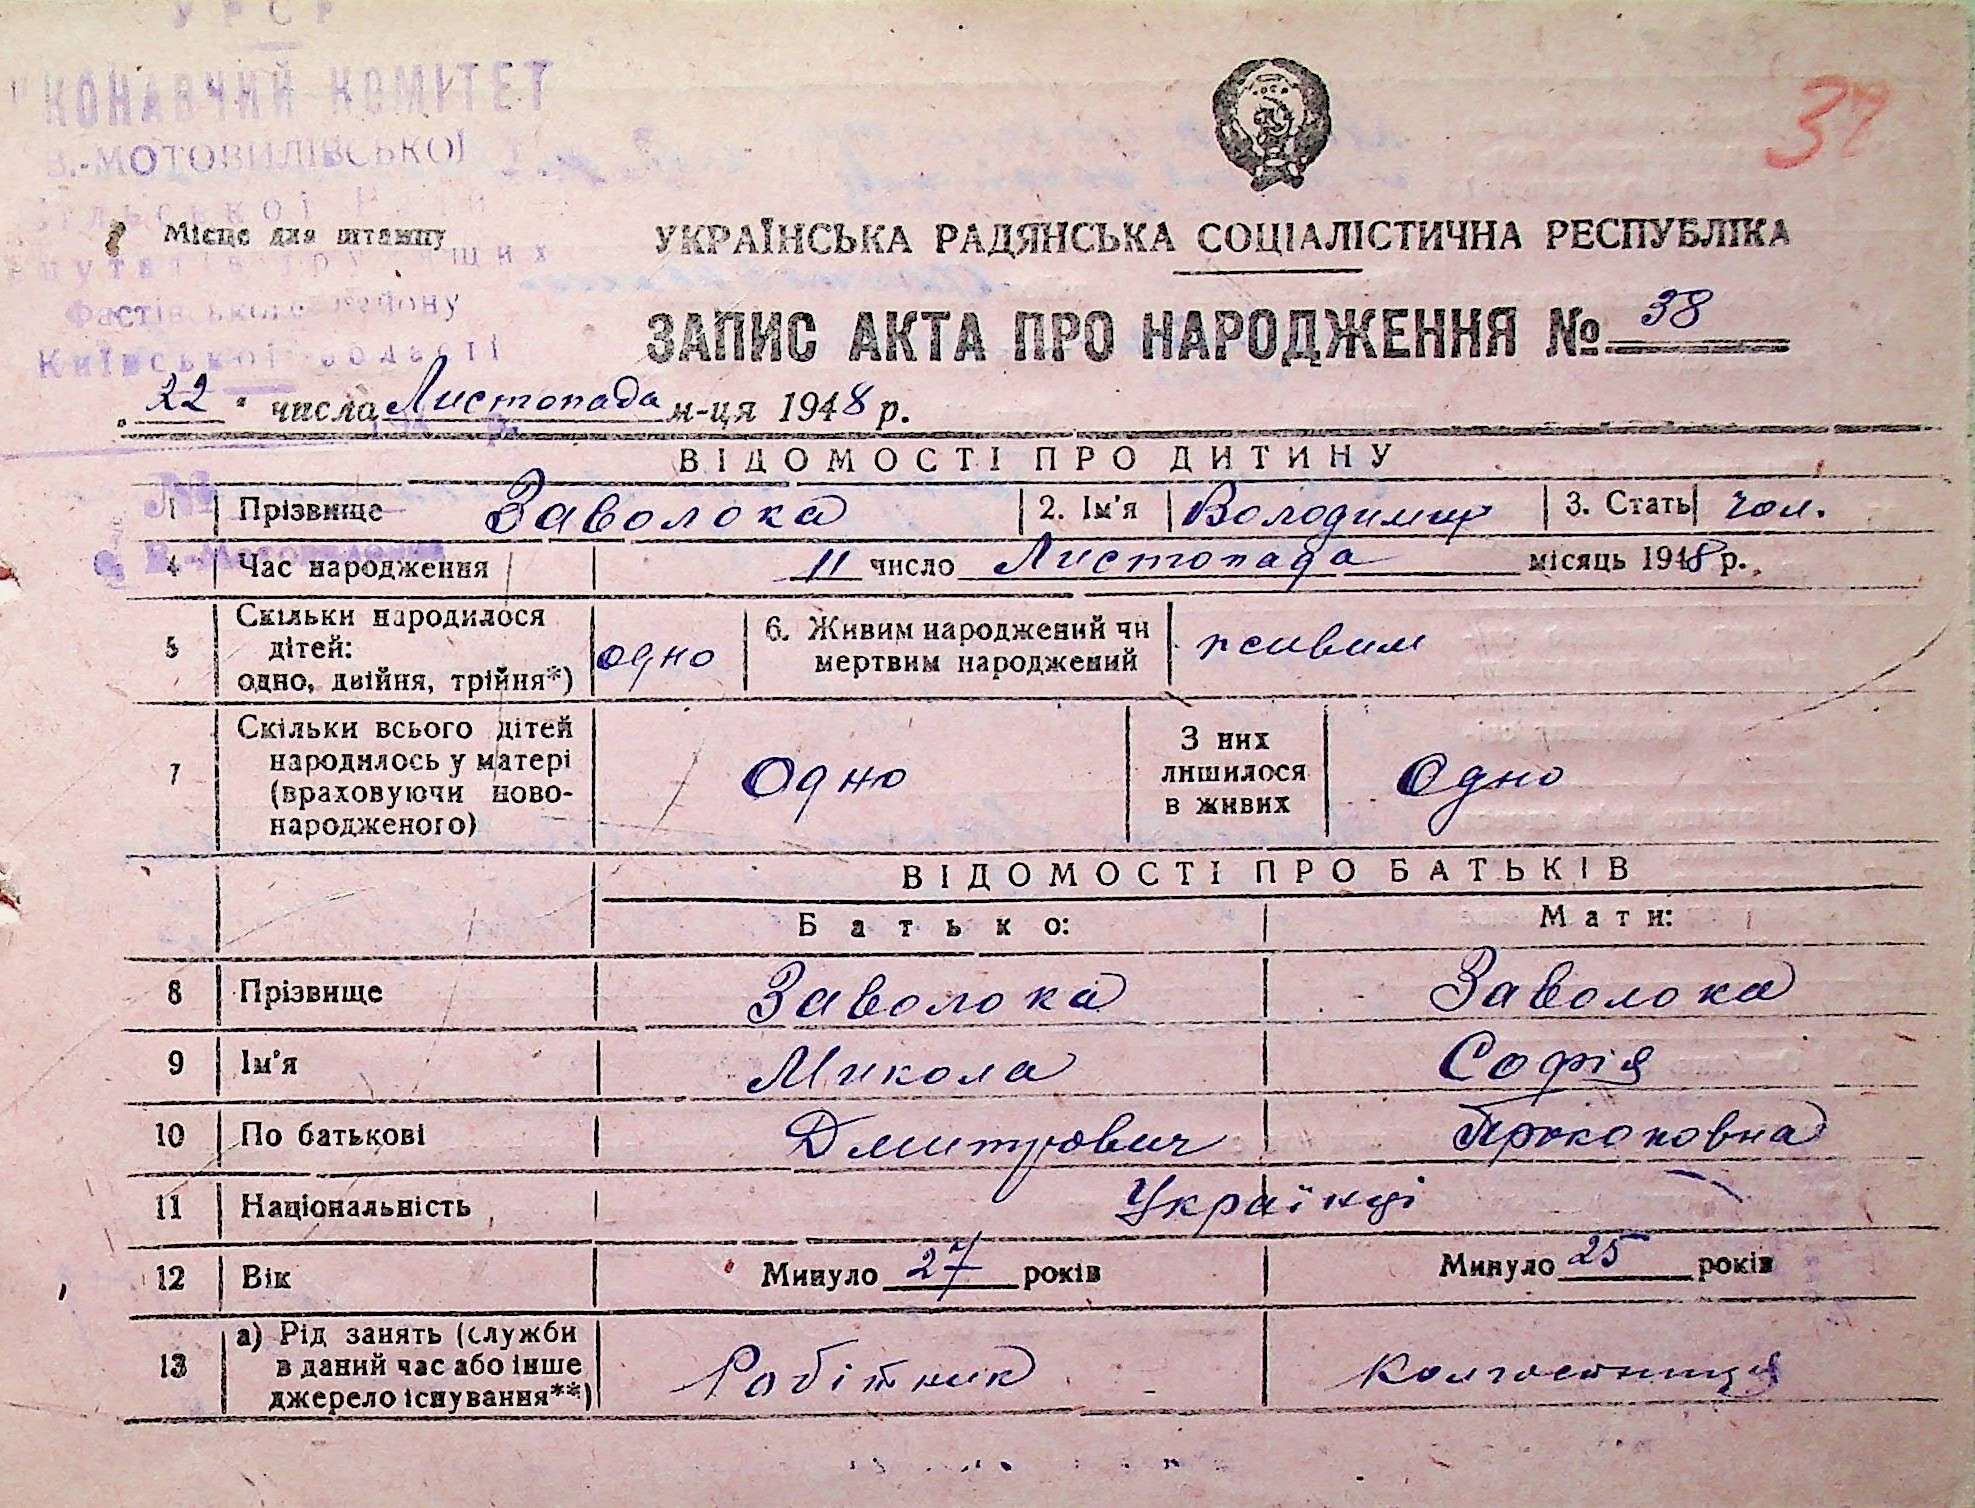 УРСР
КОНАВЧИЙ КОМІТЕТ
В.-МОТОВИЛІВСЬКОЇ
Місце для штампу
Фастівського району
Київської області
37
УКРАЇНСЬКА РАДЯНСЬКА СОЦІАЛІСТИЧНА РЕСПУБЛІКА
ЗАПИС АКТА ПРО НАРОДЖЕННЯ № 38
„22“ числа Листопада м-ця 1948 р.
ВІДОМОСТІ ПРО ДИТИНУ
1 Прізвище Заволока 2. Ім'я Володимир 3. Стать чол.
4 Час народження 11 число Листопада місяць 1948 р.
5 Скільки народилося дітей: одно, двійня, трійня*) одно 6. Живим народжений чи мертвим народжений живим
7 Скільки всього дітей народилось у матері (враховуючи ново-народженого) Одно З них лишилося в живих Одно
ВІДОМОСТІ ПРО БАТЬКІВ
Батько: Мати:
8 Прізвище Заволока Заволока
9 Ім'я Микола Софія
10 По батькові Дмитрович Прокоповна
11 Національність Українці
12 Вік Минуло 27 років Минуло 25 років
13 а) Рід занять (служби в даний час або інше джерело існування**) Робітник Колгоспниця